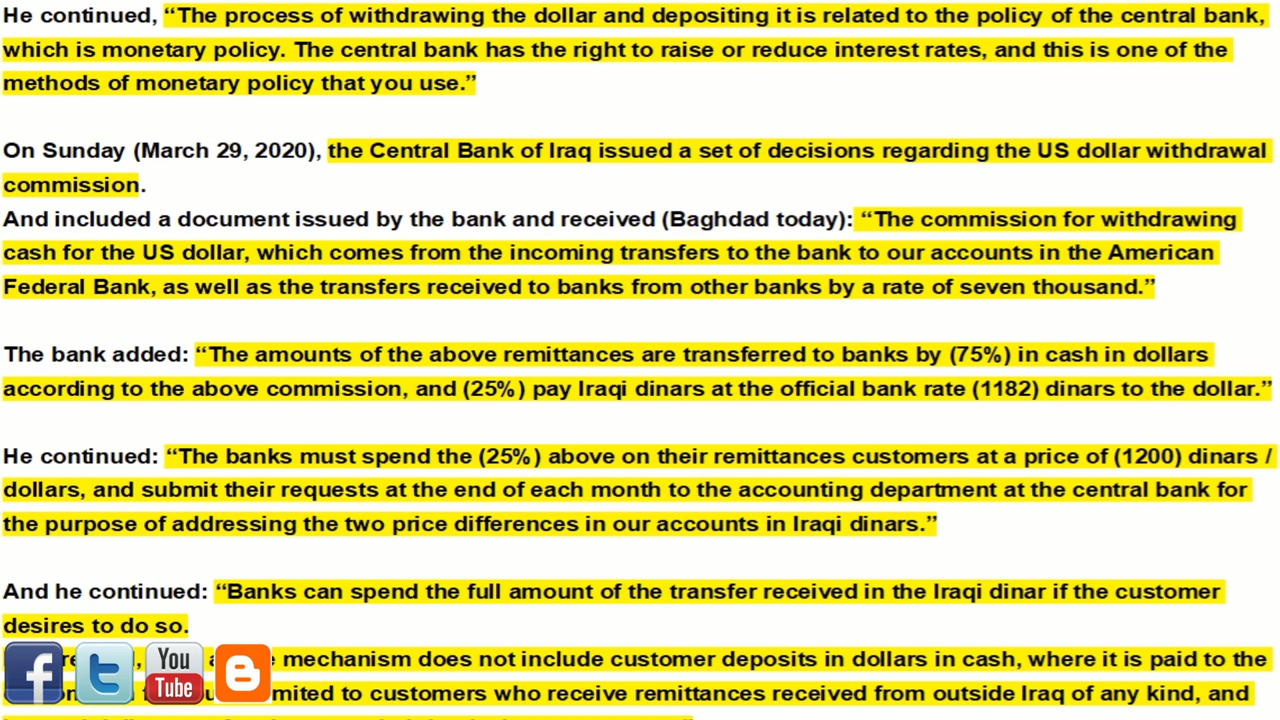 He continued, “The process of withdrawing the dollar and depositing it is related to the policy of the central bank,
which is monetary policy. The central bank has the right to raise or reduce interest rates, and this is one of the
methods of monetary policy that you use.”
On Sunday (March 29, 2020), the Central Bank of Iraq issued a set of decisions regarding the US dollar withdrawal
commission.
And included a document issued by the bank and received (Baghdad today): “The commission for withdrawing
cash for the US dollar, which comes from the incoming transfers to the bank to our accounts in the American
Federal Bank, as well as the transfers received to banks from other banks by a rate of seven thousand.”
The bank added: “The amounts of the above remittances are transferred to banks by (75%) in cash in dollars
according to the above commission, and (25%) pay Iraqi dinars at the official bank rate (1182) dinars to the dollar.”
He continued: “The banks must spend the (25%) above on their remittances customers at a price of (1200) dinars /
dollars, and submit their requests at the end of each month to the accounting department at the central bank for
the purpose of addressing the two price differences in our accounts in Iraqi dinars.”
And he continued: “Banks can spend the full amount of the transfer received in the Iraqi dinar if the customer
desires to do so.
mechanism does not include customer deposits in dollars in cash, where it is paid to the
to customers who receive remittances received from outside Iraq of any kind, and
You
Tube